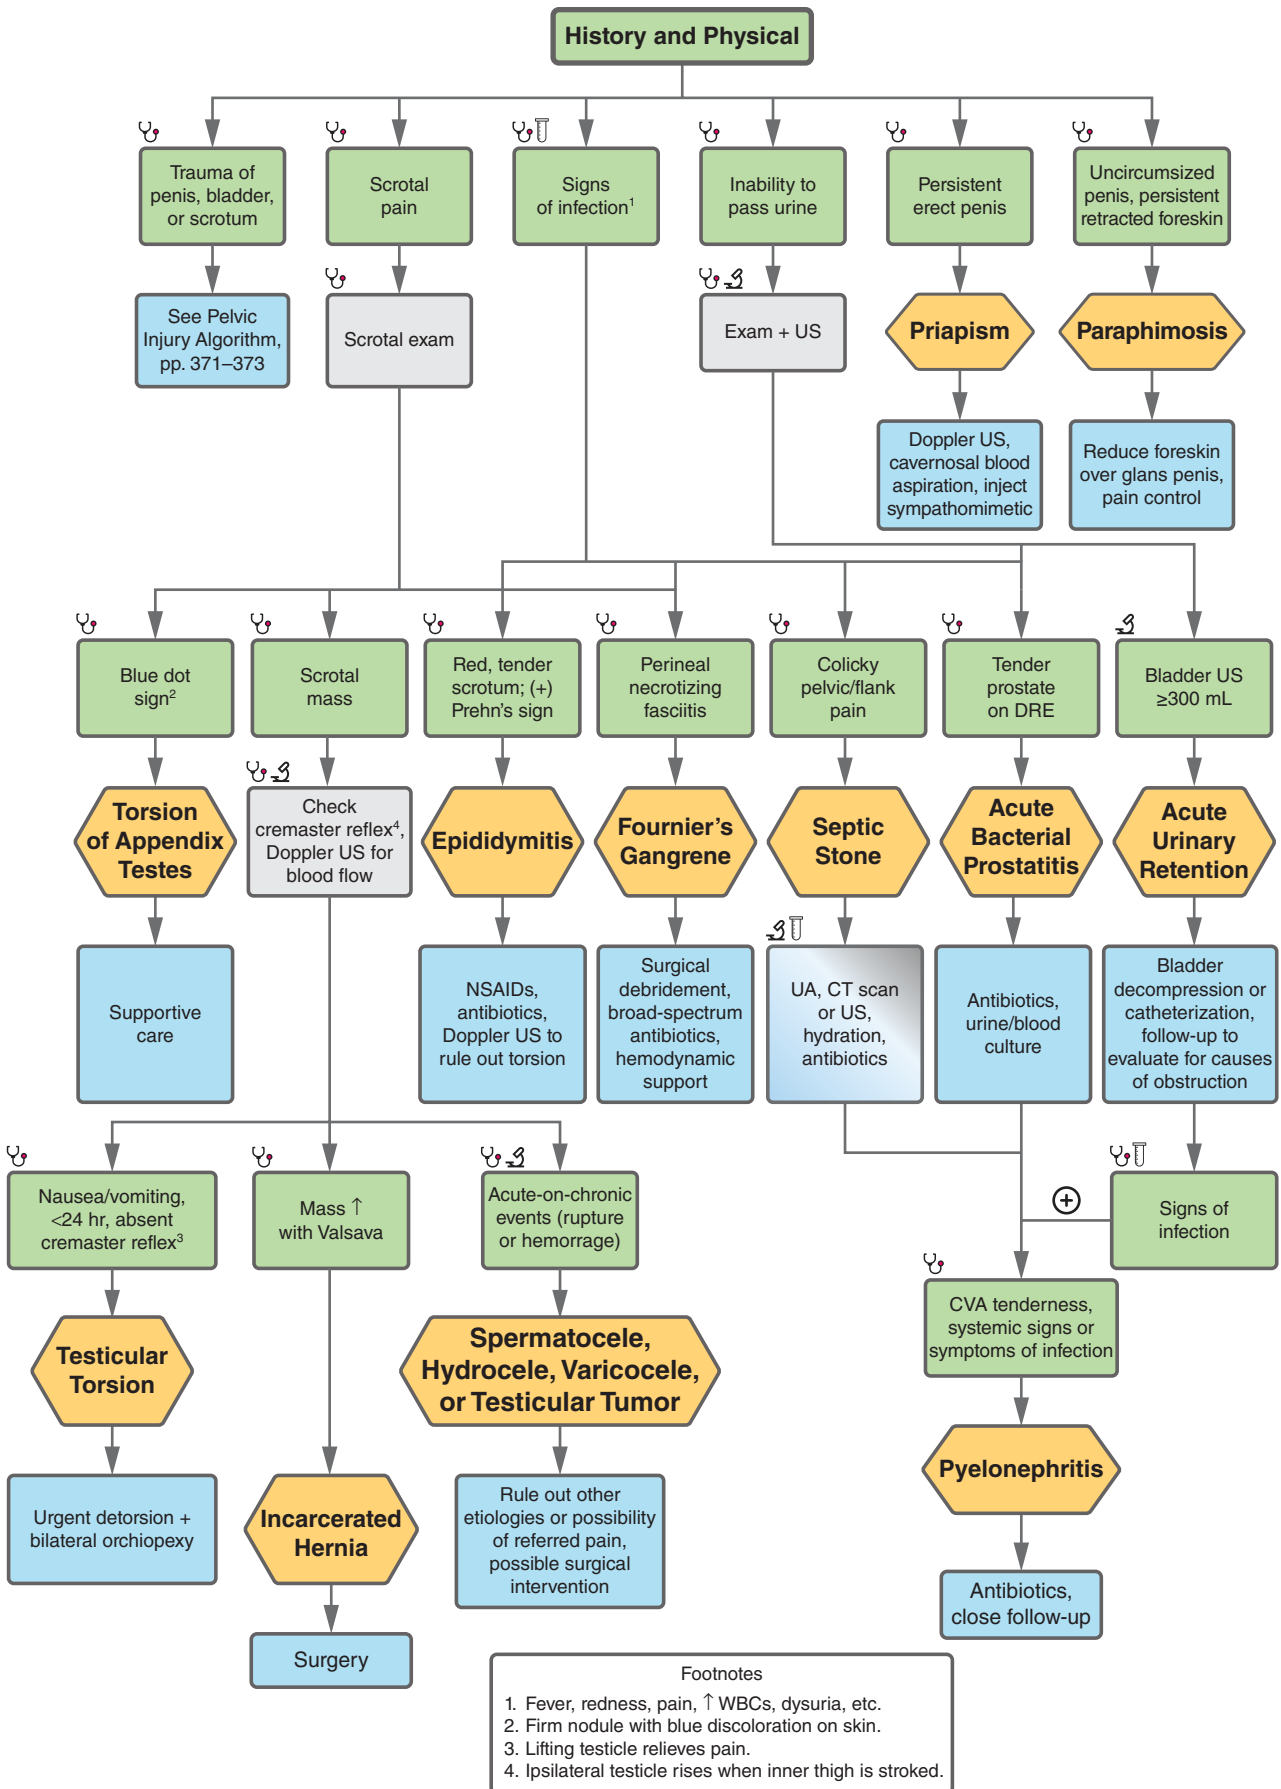 History and Physical
Trauma of
penis, bladder,
or scrotum
Scrotal
pain
Signs
of infection1
Inability to
pass urine
Persistent
erect penis
Uncircumsized
penis, persistent
retracted foreskin
See Pelvic
Injury Algorithm,
pp. 371–373
Scrotal exam
Exam + US
Priapism
Paraphimosis
Doppler US,
cavernosal blood
aspiration, inject
sympathomimetic
Reduce foreskin
over glans penis,
pain control
Blue dot
sign2
Scrotal
mass
Red, tender
scrotum; (+)
Prehn's sign
Perineal
necrotizing
fasciitis
Colicky
pelvic/flank
pain
Tender
prostate
on DRE
Bladder US
≥300 mL
Torsion
of Appendix
Testes
Check
cremaster reflex4,
Doppler US for
blood flow
Epididymitis
Fournier's
Gangrene
Septic
Stone
Acute
Bacterial
Prostatitis
Acute
Urinary
Retention
Supportive
care
NSAIDs,
antibiotics,
Doppler US to
rule out torsion
Surgical
debridement,
broad-spectrum
antibiotics,
hemodynamic
support
UA, CT scan
or US,
hydration,
antibiotics
Antibiotics,
urine/blood
culture
Bladder
decompression or
catheterization,
follow-up to
evaluate for causes
of obstruction
Nausea/vomiting,
<24 hr, absent
cremaster reflex3
Mass ↑
with Valsava
Acute-on-chronic
events (rupture
or hemorrage)
+
Signs of
infection
CVA tenderness,
systemic signs or
symptoms of infection
Testicular
Torsion
Spermatocele,
Hydrocele, Varicocele,
or Testicular Tumor
Pyelonephritis
Urgent detorsion +
bilateral orchiopexy
Incarcerated
Hernia
Rule out other
etiologies or possibility
of referred pain,
possible surgical
intervention
Antibiotics,
close follow-up
Surgery
Footnotes
1. Fever, redness, pain, ↑ WBCs, dysuria, etc.
2. Firm nodule with blue discoloration on skin.
3. Lifting testicle relieves pain.
4. Ipsilateral testicle rises when inner thigh is stroked.